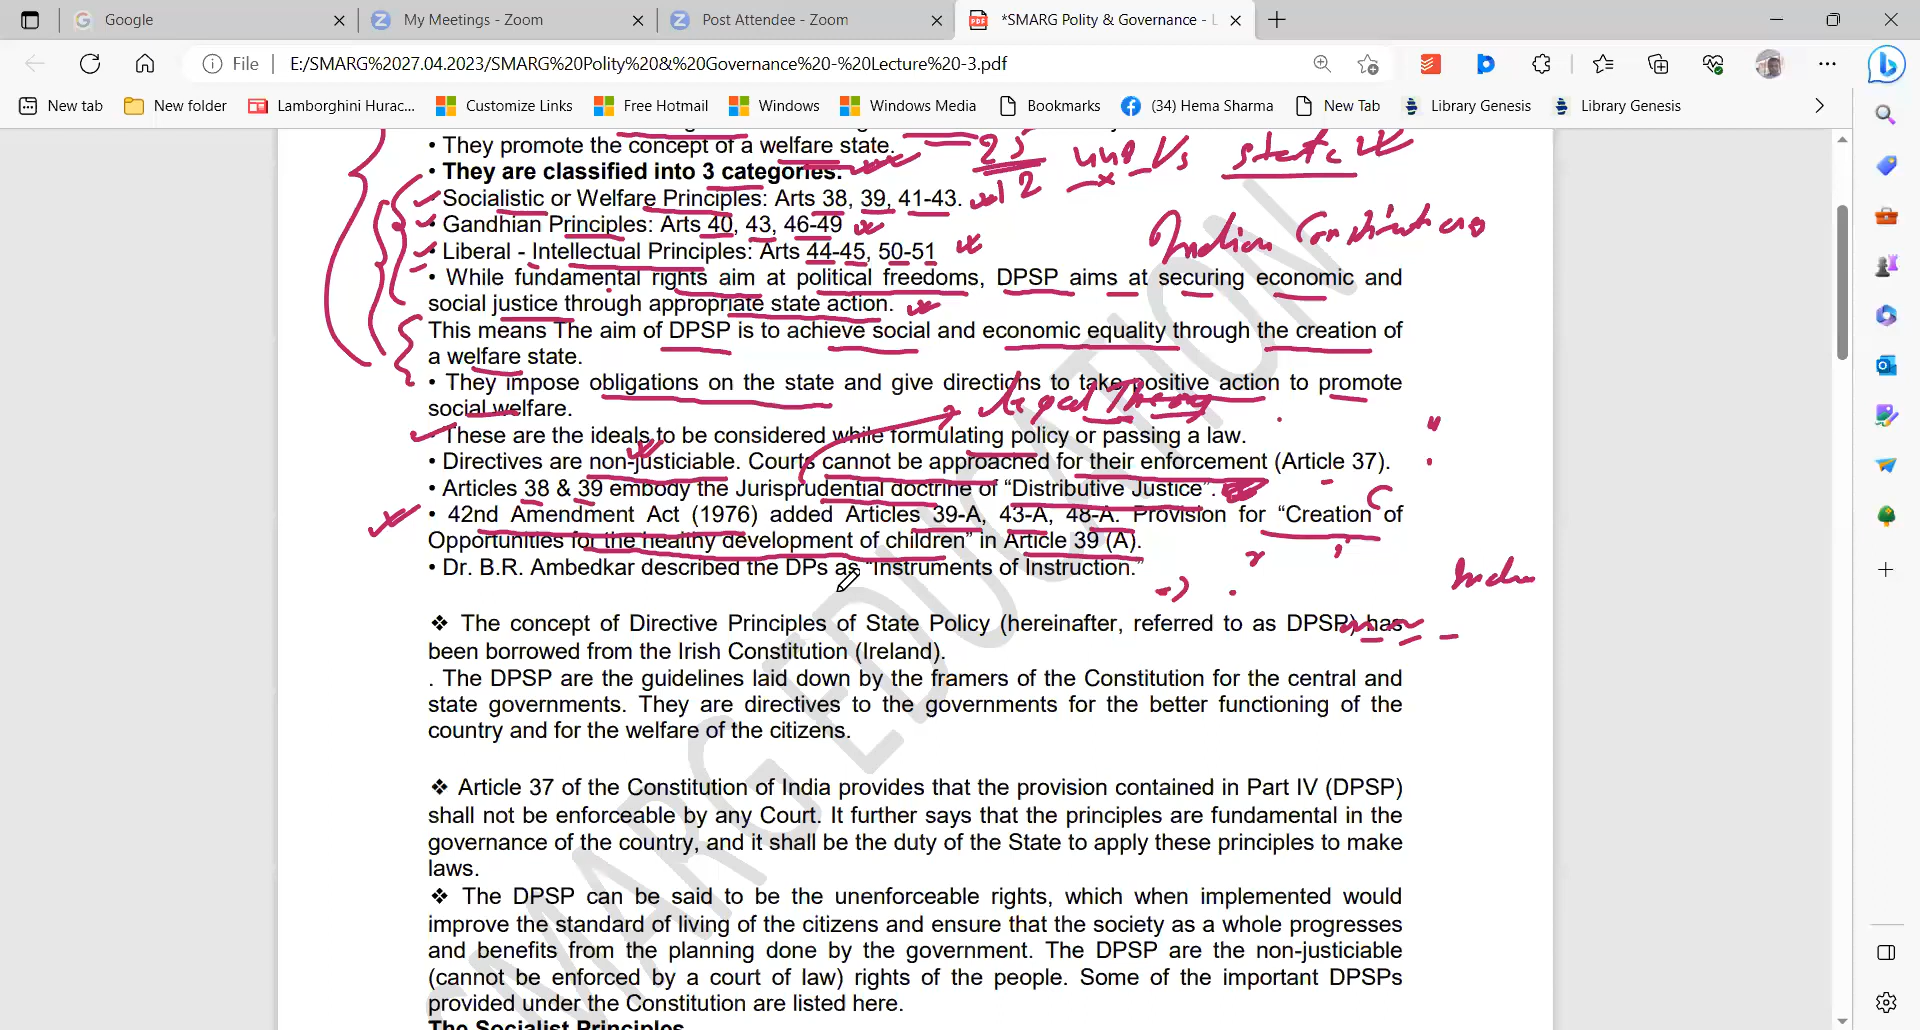 Google
My Meetings - Zoom
Post Attendee - Zoom
*SMARG Polity & Governance - L
File
E:/SMARG%2027.04.2023/SMARG%20Polity%20&%20Governance%20-%20Lecture%20-3.pdf
New tab
New folder
Lamborghini Hurac...
Customize Links
Free Hotmail
Windows
Windows Media
Bookmarks
(34) Hema Sharma
New Tab
Library Genesis
Library Genesis
• They promote the concept of a welfare state.
25 Vs state
• They are classified into 3 categories:
12
• Socialistic or Welfare Principles: Arts 38, 39, 41-43.
• Gandhian Principles: Arts 40, 43, 46-49
Indian Constitution
• Liberal - Intellectual Principles: Arts 44-45, 50-51
• While fundamental rights aim at political freedoms, DPSP aims at securing economic and
social justice through appropriate state action.
This means The aim of DPSP is to achieve social and economic equality through the creation of
a welfare state.
• They impose obligations on the state and give directions to take positive action to promote
social welfare.
legal Theory
• These are the ideals to be considered while formulating policy or passing a law.
• Directives are non-justiciable. Courts cannot be approached for their enforcement (Article 37).
• Articles 38 & 39 embody the Jurisprudential doctrine of “Distributive Justice”.
• 42nd Amendment Act (1976) added Articles 39-A, 43-A, 48-A. Provision for “Creation of
Opportunities for the healthy development of children” in Article 39 (A).
• Dr. B.R. Ambedkar described the DPs as “Instruments of Instruction.”
❖ The concept of Directive Principles of State Policy (hereinafter, referred to as DPSP) has
been borrowed from the Irish Constitution (Ireland).
. The DPSP are the guidelines laid down by the framers of the Constitution for the central and
state governments. They are directives to the governments for the better functioning of the
country and for the welfare of the citizens.
❖ Article 37 of the Constitution of India provides that the provision contained in Part IV (DPSP)
shall not be enforceable by any Court. It further says that the principles are fundamental in the
governance of the country, and it shall be the duty of the State to apply these principles to make
laws.
❖ The DPSP can be said to be the unenforceable rights, which when implemented would
improve the standard of living of the citizens and ensure that the society as a whole progresses
and benefits from the planning done by the government. The DPSP are the non-justiciable
(cannot be enforced by a court of law) rights of the people. Some of the important DPSPs
provided under the Constitution are listed here.
The Socialist Principles
SMARG EDUCATION